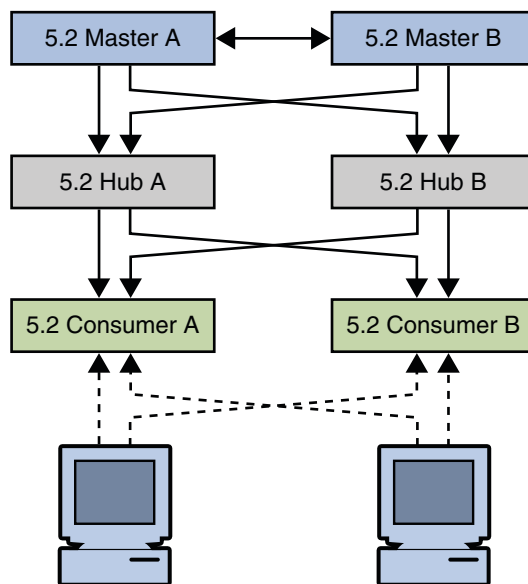 5.2 Master A
5.2 Master B
5.2 Hub A
5.2 Hub B
5.2 Consumer A
5.2 Consumer B